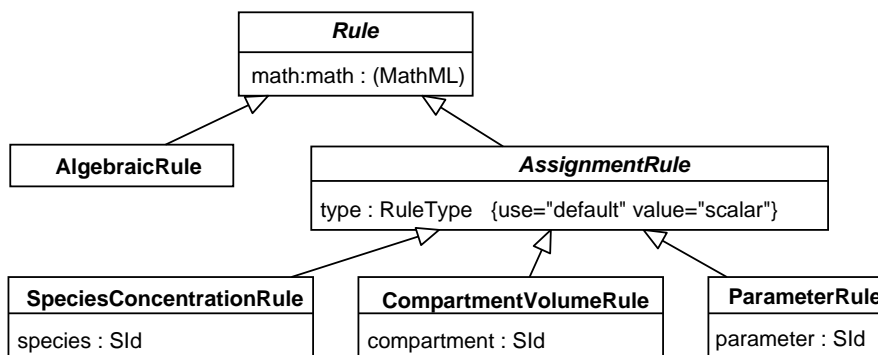 Rule
math:math : (MathML)
AlgebraicRule
AssignmentRule
type : RuleType {use="default" value="scalar"}
SpeciesConcentrationRule
species : SId
CompartmentVolumeRule
compartment : SId
ParameterRule
parameter : SId